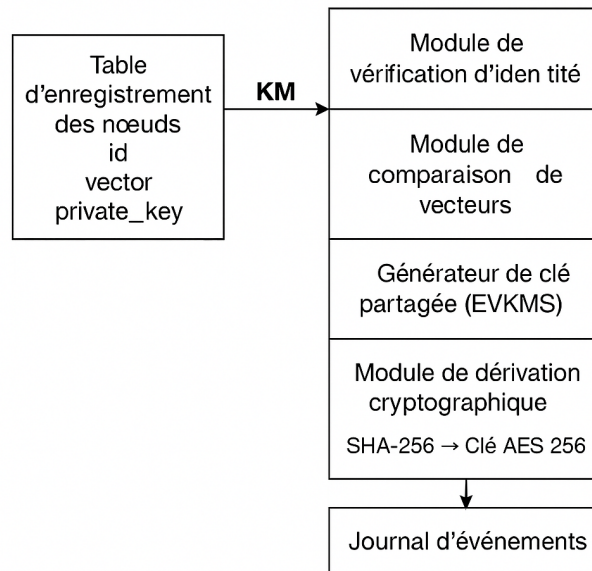 Table
d'enregistrement
des nœuds
id
vector
private_key
KM
Module de
vérification d'iden tité
Module de
comparaison de
vecteurs
Générateur de clé
partagée (EVKMS)
Module de dérivation
cryptographique
SHA-256 → Clé AES 256
Journal d'événements